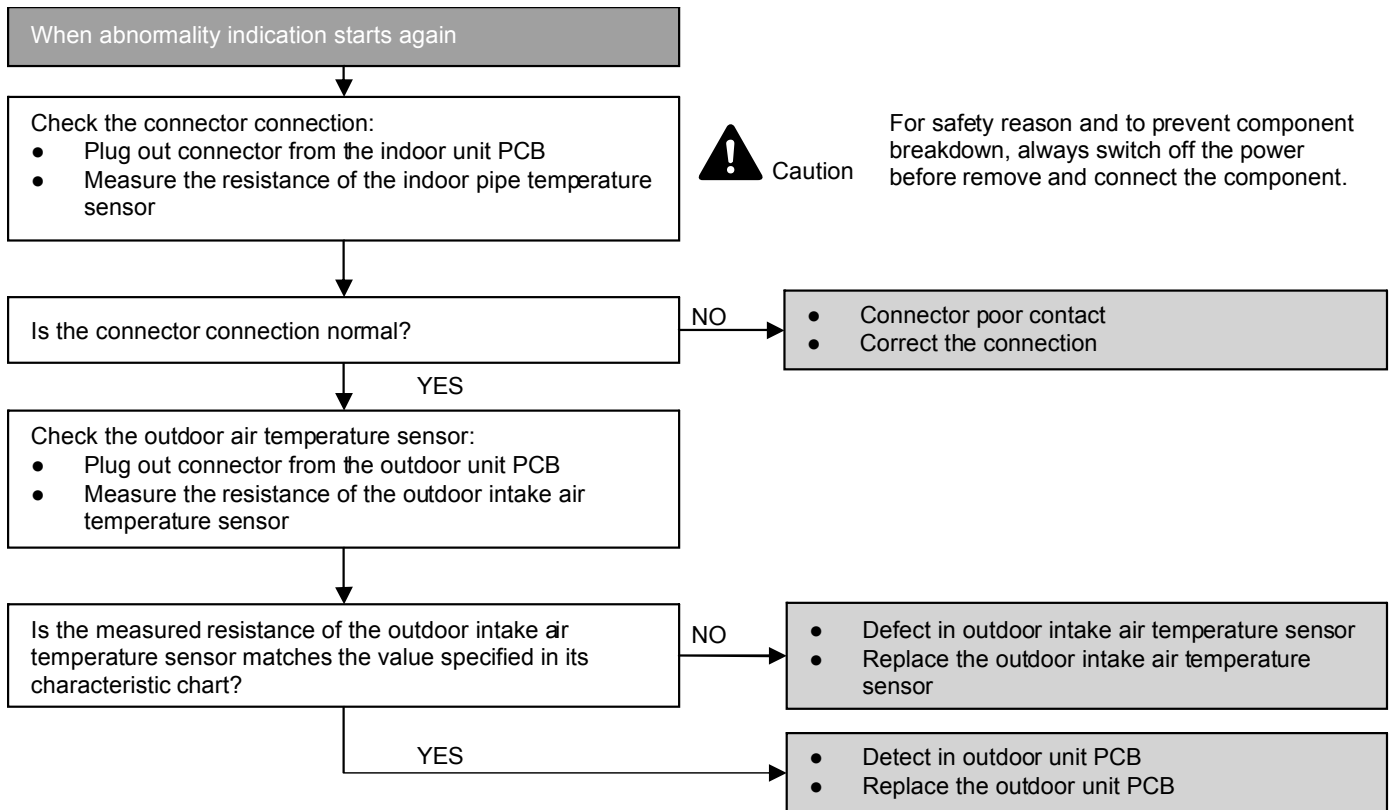 When abnormality indication starts again
Check the connector connection:
● Plug out connector from the indoor unit PCB
● Measure the resistance of the indoor pipe temperature
sensor
Caution
For safety reason and to prevent component
breakdown, always switch off the power
before remove and connect the component.
Is the connector connection normal?
NO
● Connector poor contact
● Correct the connection
YES
Check the outdoor air temperature sensor:
● Plug out connector from the outdoor unit PCB
● Measure the resistance of the outdoor intake air
temperature sensor
Is the measured resistance of the outdoor intake air
temperature sensor matches the value specified in its
characteristic chart?
NO
● Defect in outdoor intake air temperature sensor
● Replace the outdoor intake air temperature
sensor
YES
● Detect in outdoor unit PCB
● Replace the outdoor unit PCB